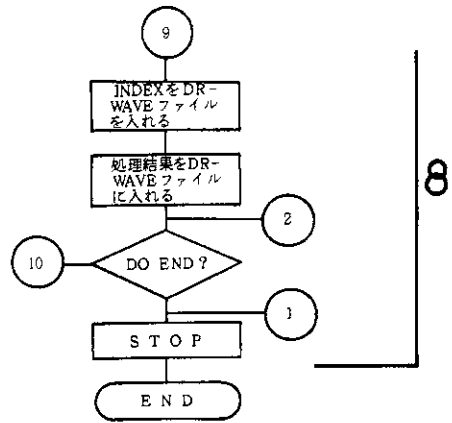 9
INDEXをDR-
WAVEファイル
を入れる
処理結果をDR-
WAVEファイル
に入れる
2
10
DO END?
1
STOP
END
8